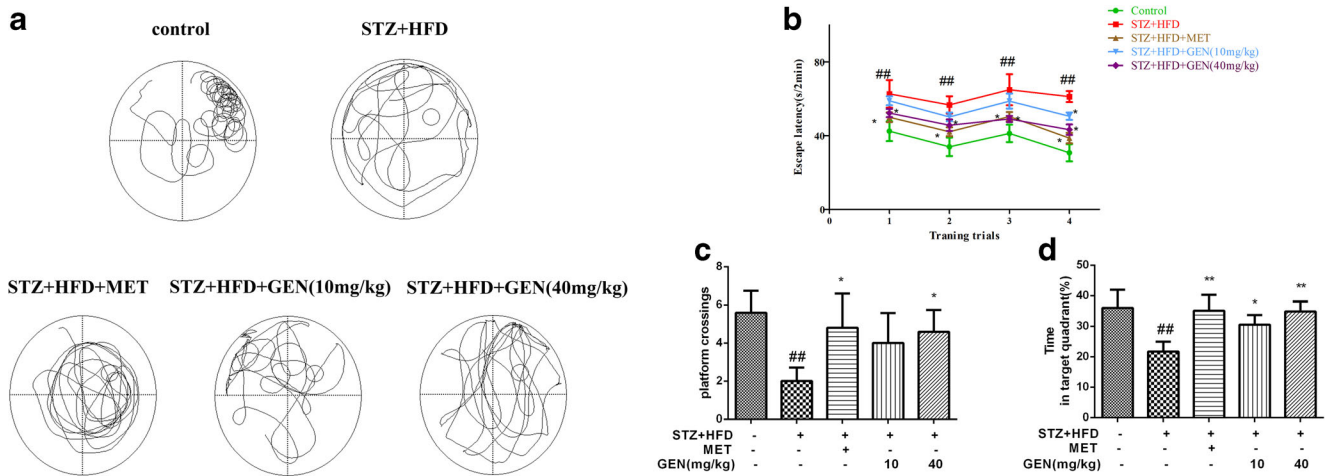 a
control
STZ+HFD
STZ+HFD+MET
STZ+HFD+GEN(10mg/kg)
STZ+HFD+GEN(40mg/kg)
b
Control
STZ+HFD
STZ+HFD+MET
STZ+HFD+GEN(10mg/kg)
STZ+HFD+GEN(40mg/kg)
Escape latency(s/2min)
80
40
0
## ## ## ##
* * * * * * * * *
0 1 2 3 4
Traning trials
c
platform crossings
8
6
4
2
0
## * *
STZ+HFD - + + + +
MET - - + 
GEN(mg/kg) - - 10 40
d
Time
in target quadrant(%)
50
40
30
20
10
0
## ** * **
STZ+HFD - + + + +
MET - - +
GEN(mg/kg) - - 10 40